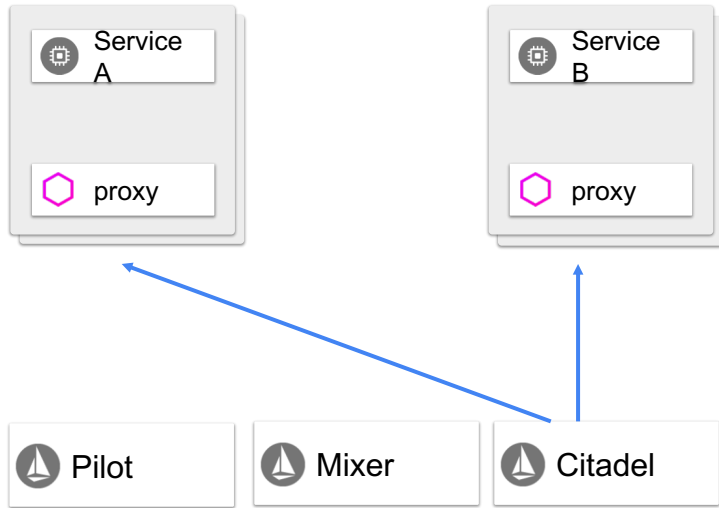 Service
A
proxy
Service
B
proxy
Pilot
Mixer
Citadel